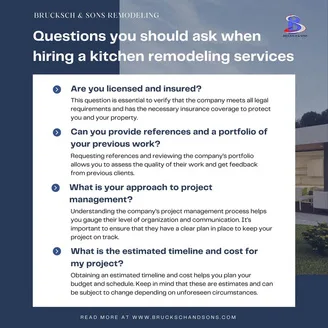 BRUCKSCH & SONS REMODELING
Questions you should ask when
hiring a kitchen remodeling services
Are you licensed and insured?
This question is essential to verify that the company meets all legal
requirements and has the necessary insurance coverage to protect
you and your property.
Can you provide references and a portfolio of
your previous work?
Requesting references and reviewing the company's portfolio
allows you to assess the quality of their work and get feedback
from previous clients.
What is your approach to project
management?
Understanding the company's project management process helps
you gauge their level of organization and communication. It's
important to ensure that they have a clear plan in place to keep your
project on track.
What is the estimated timeline and cost for
my project?
Obtaining an estimated timeline and cost helps you plan your
budget and schedule. Keep in mind that these are estimates and can
be subject to change depending on unforeseen circumstances.
READ MORE AT WWW.BRUCKSCHANDSONS.COM